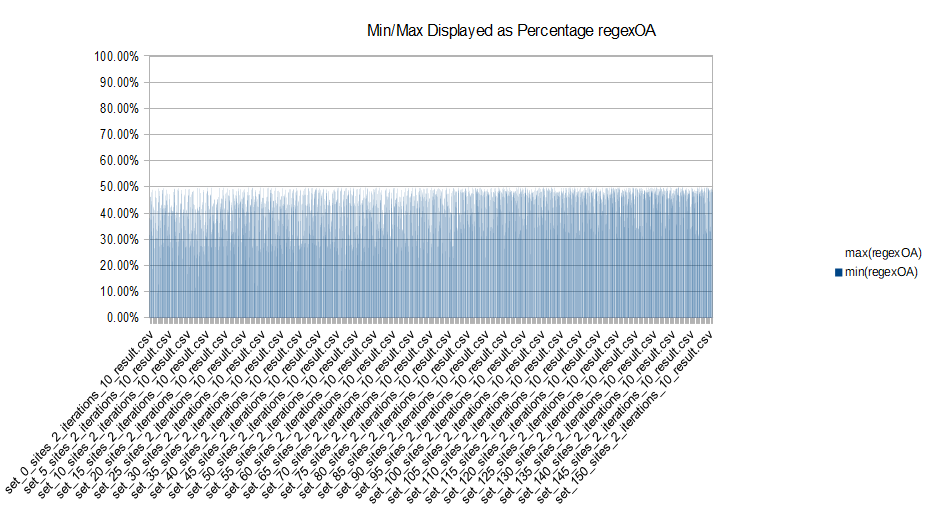 Min/Max Displayed as Percentage regexOA
100.00%
90.00%
80.00%
70.00%
60.00%
50.00%
40.00%
30.00%
20.00%
10.00%
0.00%
set_0_sites_2_iterations_10_result.csv
set_5_sites_2_iterations_10_result.csv
set_10_sites_2_iterations_10_result.csv
set_15_sites_2_iterations_10_result.csv
set_20_sites_2_iterations_10_result.csv
set_25_sites_2_iterations_10_result.csv
set_30_sites_2_iterations_10_result.csv
set_35_sites_2_iterations_10_result.csv
set_40_sites_2_iterations_10_result.csv
set_45_sites_2_iterations_10_result.csv
set_50_sites_2_iterations_10_result.csv
set_55_sites_2_iterations_10_result.csv
set_60_sites_2_iterations_10_result.csv
set_65_sites_2_iterations_10_result.csv
set_70_sites_2_iterations_10_result.csv
set_75_sites_2_iterations_10_result.csv
set_80_sites_2_iterations_10_result.csv
set_85_sites_2_iterations_10_result.csv
set_90_sites_2_iterations_10_result.csv
set_95_sites_2_iterations_10_result.csv
set_100_sites_2_iterations_10_result.csv
set_105_sites_2_iterations_10_result.csv
set_110_sites_2_iterations_10_result.csv
set_115_sites_2_iterations_10_result.csv
set_120_sites_2_iterations_10_result.csv
set_125_sites_2_iterations_10_result.csv
set_130_sites_2_iterations_10_result.csv
set_135_sites_2_iterations_10_result.csv
set_140_sites_2_iterations_10_result.csv
set_145_sites_2_iterations_10_result.csv
set_150_sites_2_iterations_10_result.csv
max(regexOA)
min(regexOA)